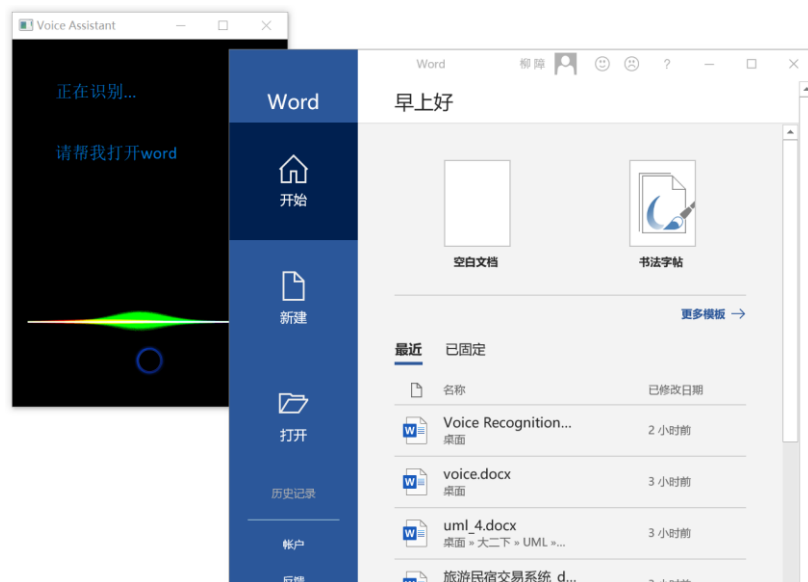 Voice Assistant
正在识别...
请帮我打开word
Word
柳障
?
Word
早上好
开始
新建
打开
历史记录
帐户
反馈
空白文档
书法字帖
更多模板
最近
已固定
名称
已修改日期
Voice Recognition...
桌面
2 小时前
voice.docx
桌面
3 小时前
uml_4.docx
桌面 » 大二下 » UML »...
3 小时前
旅游民宿交易系统_d...